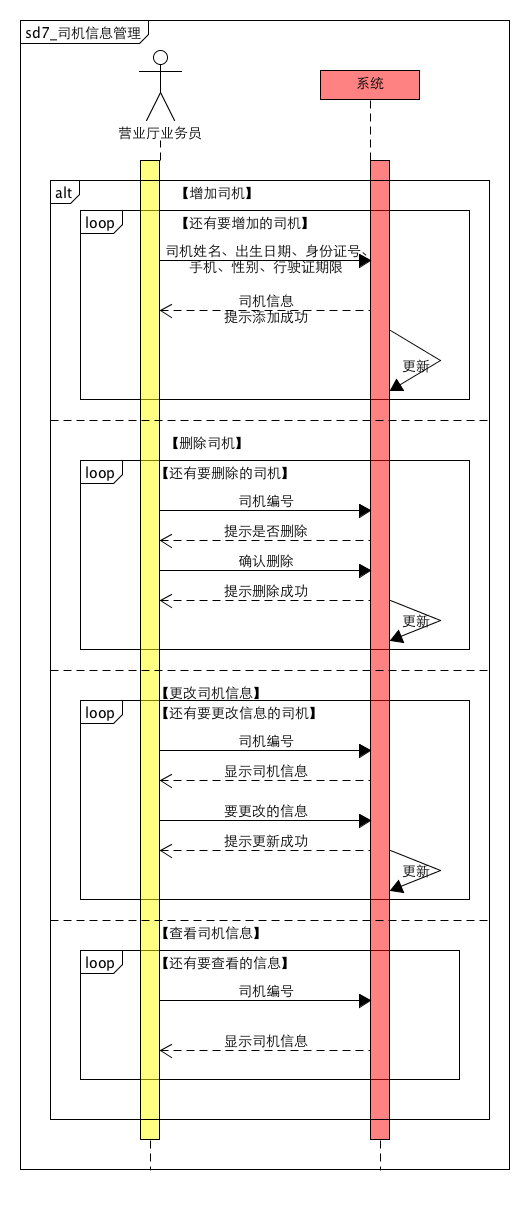 sd7_司机信息管理
系统
营业厅业务员
alt
【增加司机】
loop
【还有要增加的司机】
司机姓名、出生日期、身份证号、
手机、性别、行驶证期限
司机信息
提示添加成功
更新
【删除司机】
loop
【还有要删除的司机】
司机编号
提示是否删除
确认删除
提示删除成功
更新
【更改司机信息】
loop
【还有要更改信息的司机】
司机编号
显示司机信息
要更改的信息
提示更新成功
更新
【查看司机信息】
loop
【还有要查看的信息】
司机编号
显示司机信息